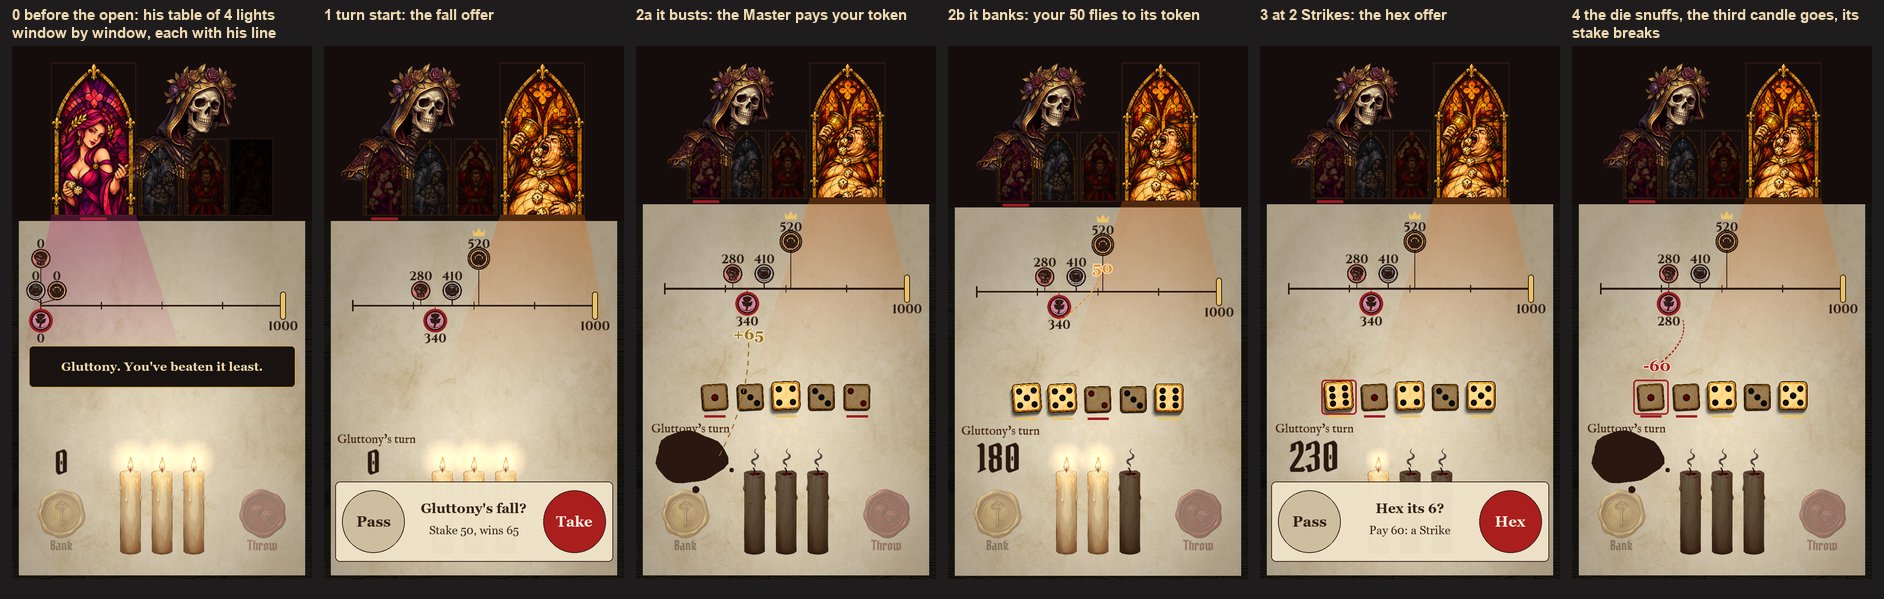 0 before the open: his table of 4 lights
window by window, each with his line
0
0 0
1000
0
Gluttony. You've beaten it least.
0
Bank
Throw
1 turn start: the fall offer
520
280 410
1000
340
Gluttony's turn
0
Pass
Gluttony's fall?
Stake 50, wins 65
Take
2a it busts: the Master pays your token
520
280 410
1000
340
+65
Gluttony's turn
Bank
Throw
2b it banks: your 50 flies to its token
520
280 410
50
1000
340
Gluttony's turn
180
Bank
Throw
3 at 2 Strikes: the hex offer
520
280 410
1000
340
Gluttony's turn
230
Pass
Hex its 6?
Pay 60: a Strike
Hex
4 the die snuffs, the third candle goes, its
stake breaks
520
280 410
1000
280
-60
Gluttony's turn
Bank
Throw